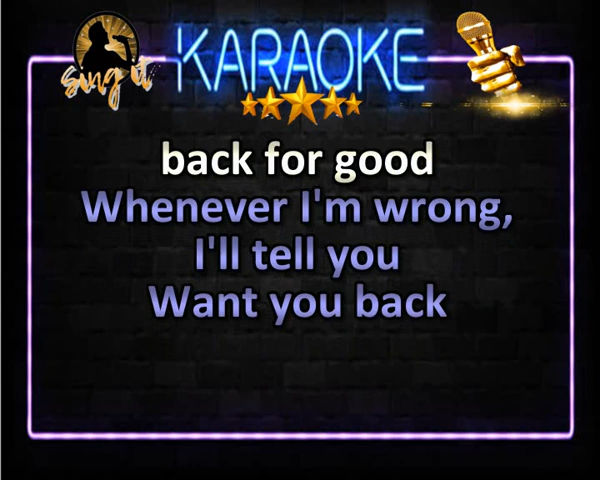 Sing it
KARAOKE
back for good
Whenever I'm wrong,
I'll tell you
Want you back